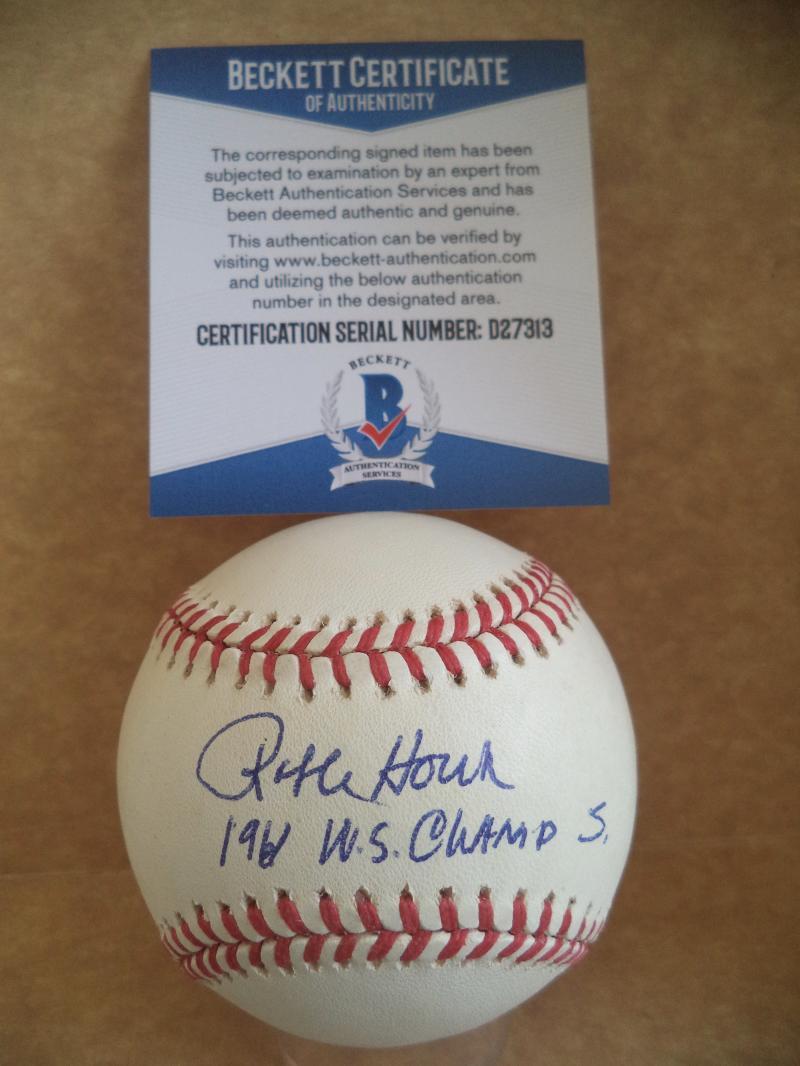 BECKETT CERTIFICATE
OF AUTHENTICITY
The corresponding signed item has been
subjected to examination by an expert from
Beckett Authentication Services and has
been deemed authentic and genuine.
This authentication can be verified by
visiting www.beckett-authentication.com
and utilizing the below authentication
number in the designated area.
CERTIFICATION SERIAL NUMBER: D27313
BECKETT
B
AUTHENTICATION
SERVICES
Ralph Houk
1961 W.S. CHAMPS.